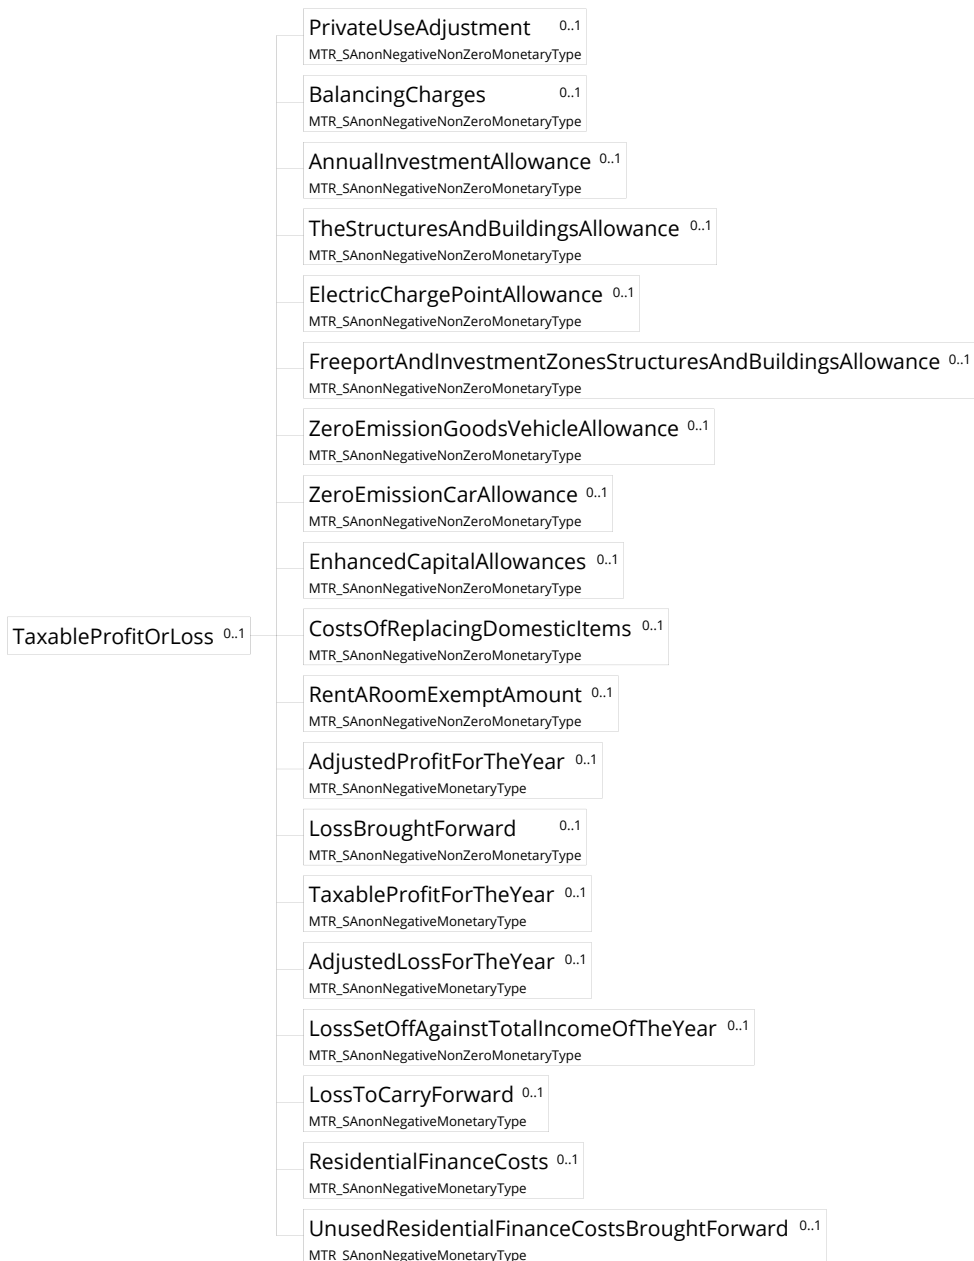 PrivateUseAdjustment 0..1
MTR_SAnonNegativeNonZeroMonetaryType
BalancingCharges 0..1
MTR_SAnonNegativeNonZeroMonetaryType
AnnualInvestmentAllowance 0..1
MTR_SAnonNegativeNonZeroMonetaryType
TheStructuresAndBuildingsAllowance 0..1
MTR_SAnonNegativeNonZeroMonetaryType
ElectricChargePointAllowance 0..1
MTR_SAnonNegativeNonZeroMonetaryType
FreeportAndInvestmentZonesStructuresAndBuildingsAllowance 0..1
MTR_SAnonNegativeNonZeroMonetaryType
ZeroEmissionGoodsVehicleAllowance 0..1
MTR_SAnonNegativeNonZeroMonetaryType
ZeroEmissionCarAllowance 0..1
MTR_SAnonNegativeNonZeroMonetaryType
EnhancedCapitalAllowances 0..1
MTR_SAnonNegativeNonZeroMonetaryType
TaxableProfitOrLoss 0..1
CostsOfReplacingDomesticItems 0..1
MTR_SAnonNegativeNonZeroMonetaryType
RentARoomExemptAmount 0..1
MTR_SAnonNegativeNonZeroMonetaryType
AdjustedProfitForTheYear 0..1
MTR_SAnonNegativeMonetaryType
LossBroughtForward 0..1
MTR_SAnonNegativeNonZeroMonetaryType
TaxableProfitForTheYear 0..1
MTR_SAnonNegativeMonetaryType
AdjustedLossForTheYear 0..1
MTR_SAnonNegativeMonetaryType
LossSetOffAgainstTotalIncomeOfTheYear 0..1
MTR_SAnonNegativeNonZeroMonetaryType
LossToCarryForward 0..1
MTR_SAnonNegativeMonetaryType
ResidentialFinanceCosts 0..1
MTR_SAnonNegativeMonetaryType
UnusedResidentialFinanceCostsBroughtForward 0..1
MTR_SAnonNegativeMonetaryType